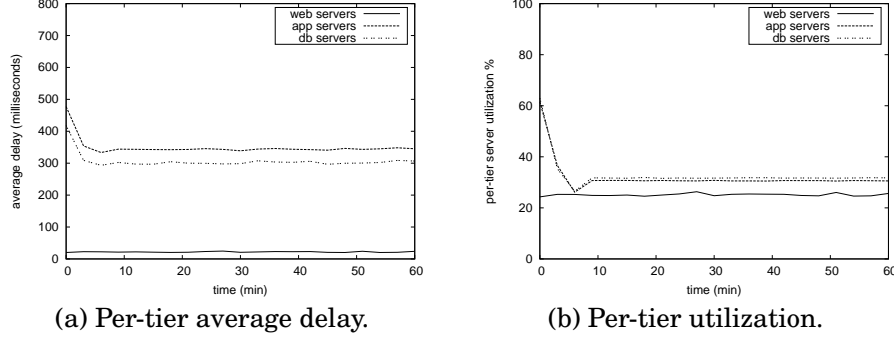 800
700
600
500
400
300
200
100
0
average delay (milliseconds)
web servers
app servers
db servers
0 10 20 30 40 50 60
time (min)
(a) Per-tier average delay.
100
80
60
40
20
0
per-tier server utilization %
web servers
app servers
db servers
0 10 20 30 40 50 60
time (min)
(b) Per-tier utilization.